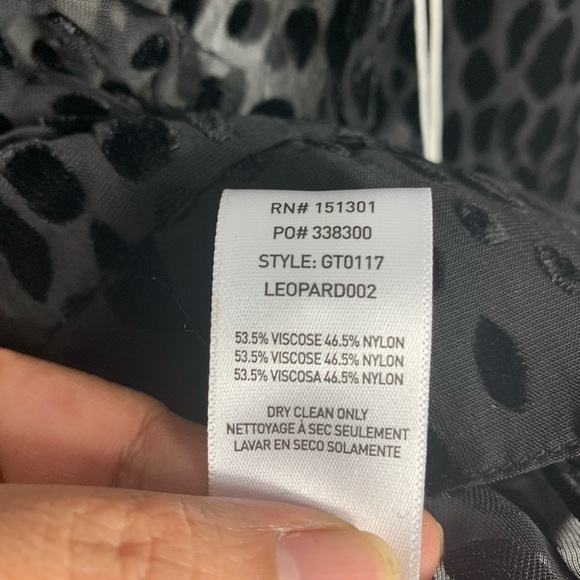 RN# 151301
PO# 338300
STYLE: GT0117
LEOPARD002
53.5% VISCOSE 46.5% NYLON
53.5% VISCOSE 46.5% NYLON
53.5% VISCOSA 46.5% NYLON
DRY CLEAN ONLY
NETTOYAGE À SEC SEULEMENT
LAVAR EN SECO SOLAMENTE